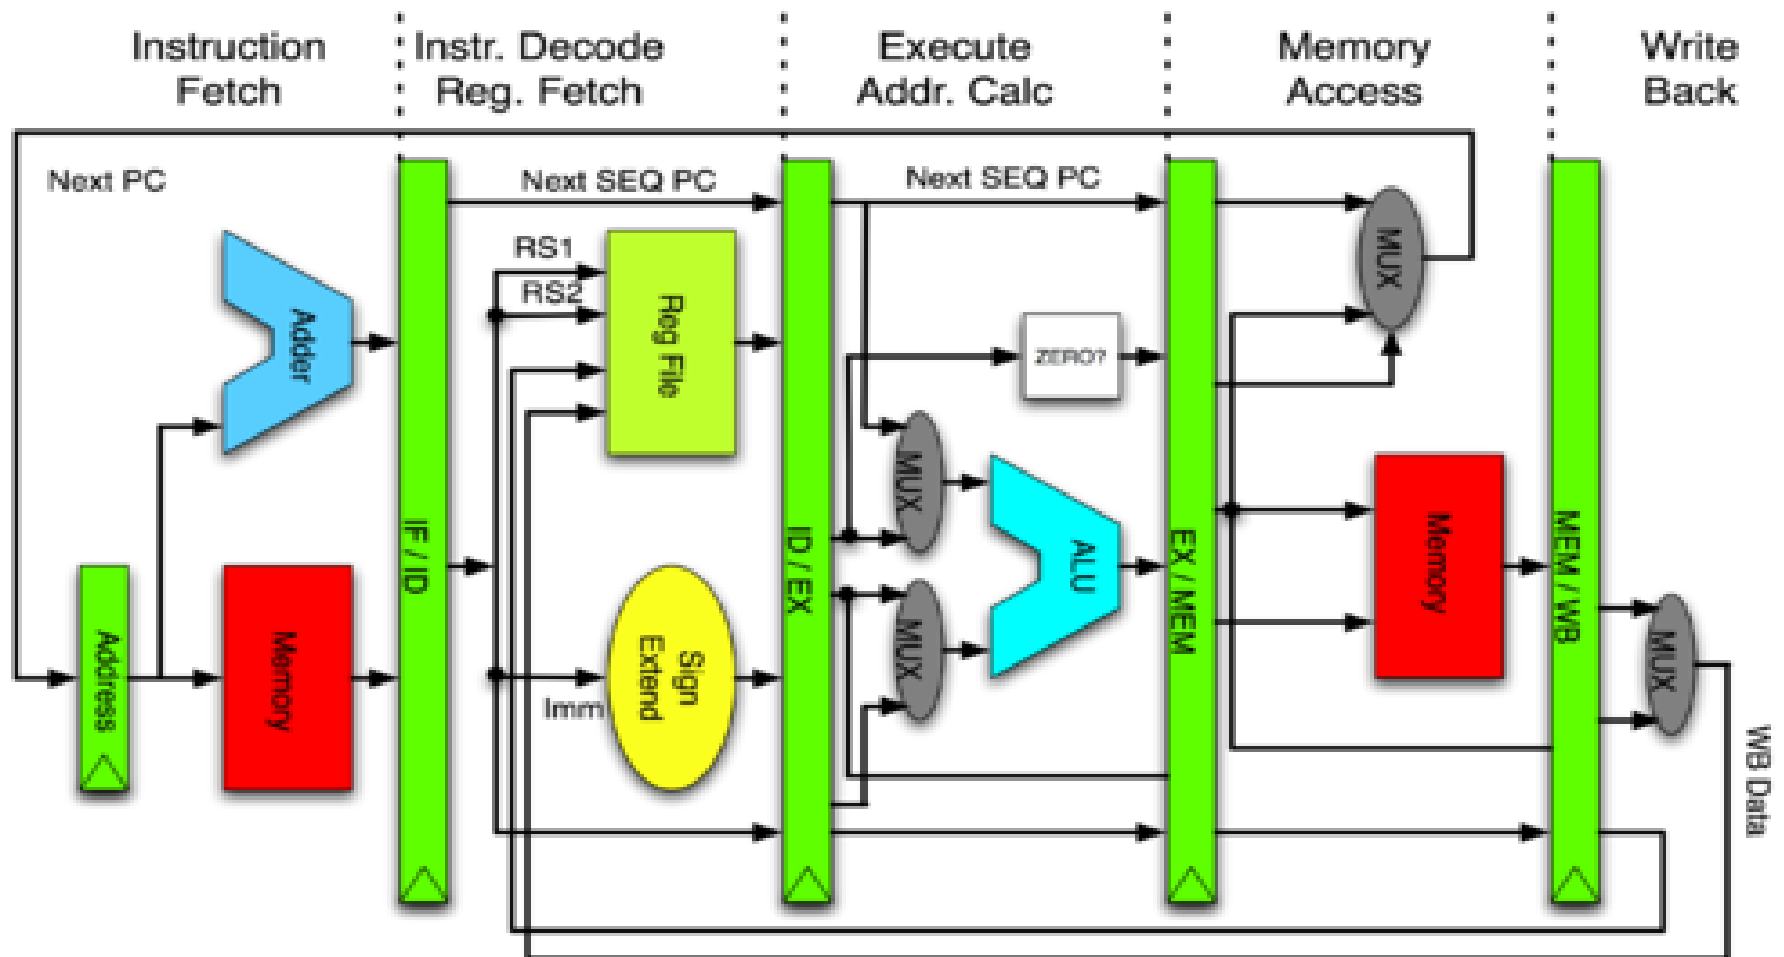 Instruction
Fetch
Instr. Decode
Reg. Fetch
Execute
Addr. Calc
Memory
Access
Write
Back
Next PC
Next SEQ PC
Next SEQ PC
RS1
RS2
Adder
Reg File
ZERO?
MUX
MUX
MUX
ALU
IF / ID
ID / EX
EX / MEM
MEM / WB
Address
Memory
Sign
Extend
Imm
Memory
MUX
WB Data